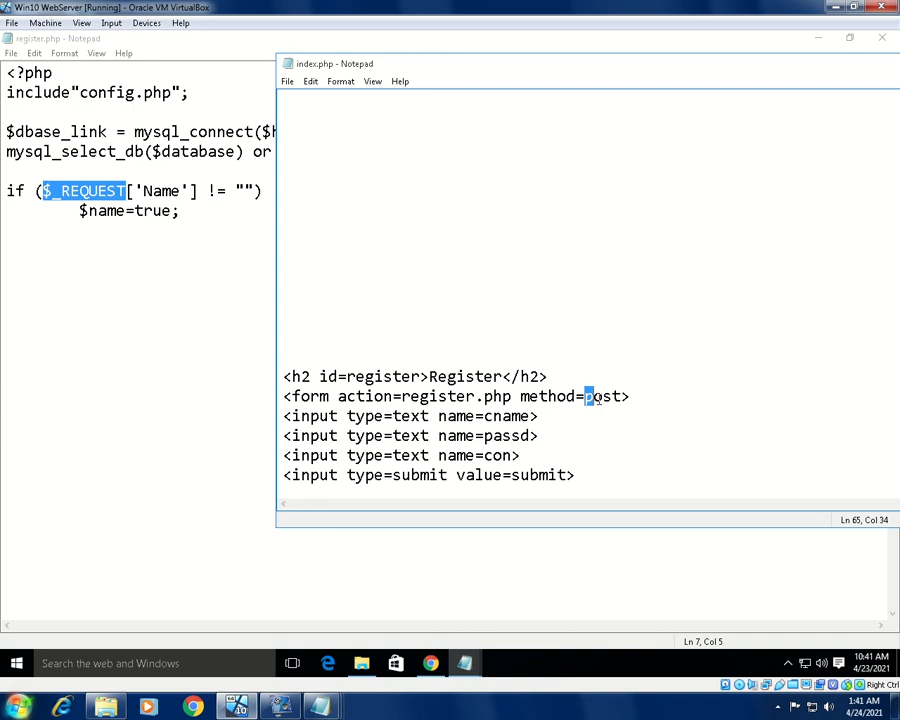 Win10 WebServer [Running] - Oracle VM VirtualBox
File Machine View Input Devices Help
register.php - Notepad
File Edit Format View Help
<?php
include"config.php";
$dbase_link = mysql_connect($h
mysql_select_db($database) or
if ($_REQUEST['Name'] != "")
$name=true;
index.php - Notepad
File Edit Format View Help
<h2 id=register>Register</h2>
<form action=register.php method=post>
<input type=text name=cname>
<input type=text name=passd>
<input type=text name=con>
<input type=submit value=submit>
Ln 65, Col 34
Ln 7, Col 5
Search the web and Windows
10:41 AM
4/23/2021
Right Ctrl
1:41 AM
4/24/2021